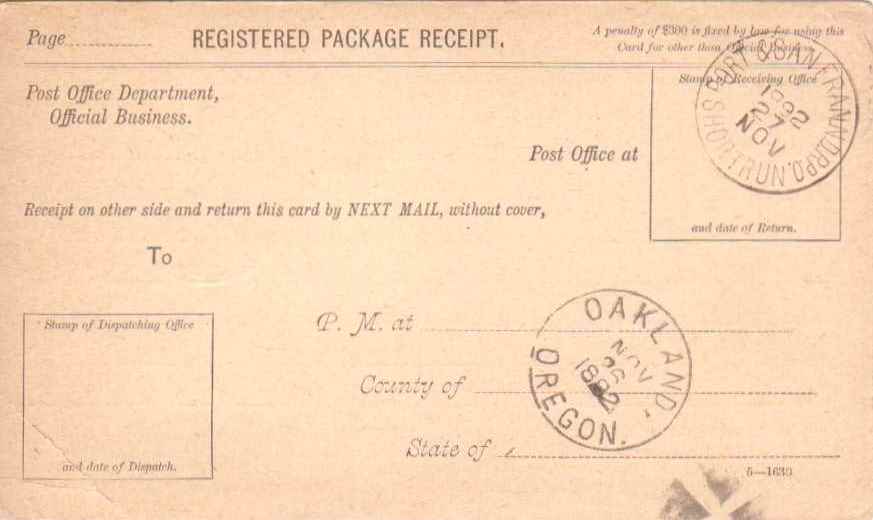 Page
REGISTERED PACKAGE RECEIPT.
A penalty of $300 is fixed by law for using this
Card for other than Official Business.
Post Office Department,
Official Business.
Stamp of Receiving Office
PORT & SAN FRAN N.D. R.P.O. SHORT RUN
1892
27
NOV
Post Office at
Receipt on other side and return this card by NEXT MAIL, without cover,
and date of Return.
To
Stamp of Dispatching Office
P. M. at
OAKLAND, OREGON.
NOV
26
1892
County of
State of
and date of Dispatch.
5—1630